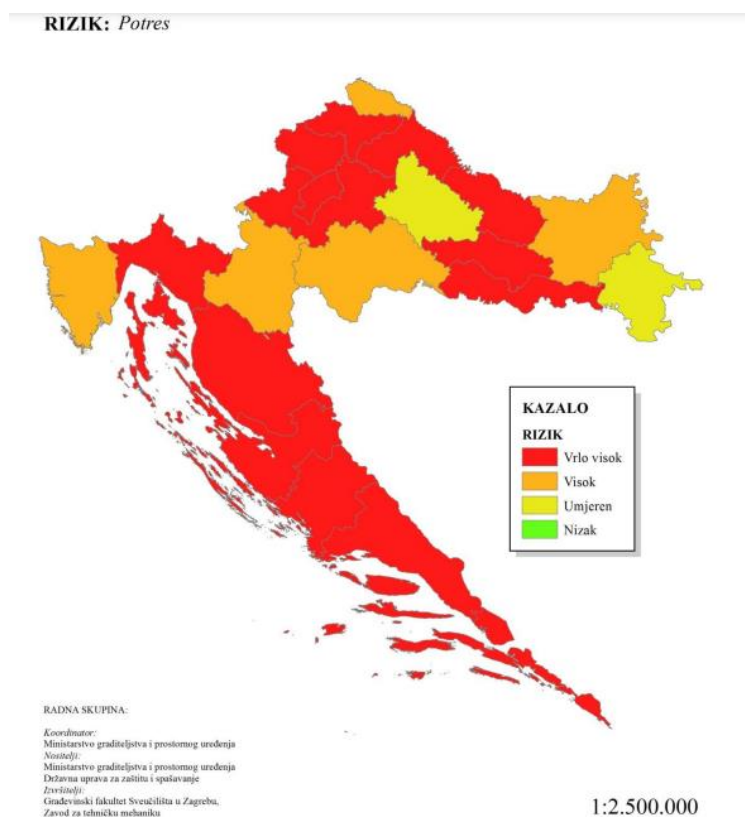 RIZIK: Potres
KAZALO
RIZIK
Vrlo visok
Visok
Umjeren
Nizak
RADNA SKUPINA:
Koordinator:
Ministarstvo graditeljstva i prostornog uređenja
Nositelji:
Ministarstvo graditeljstva i prostornog uređenja
Državna uprava za zaštitu i spašavanje
Izvršitelji:
Građevinski fakultet Sveučilišta u Zagrebu,
Zavod za tehničku mehaniku
1:2.500.000